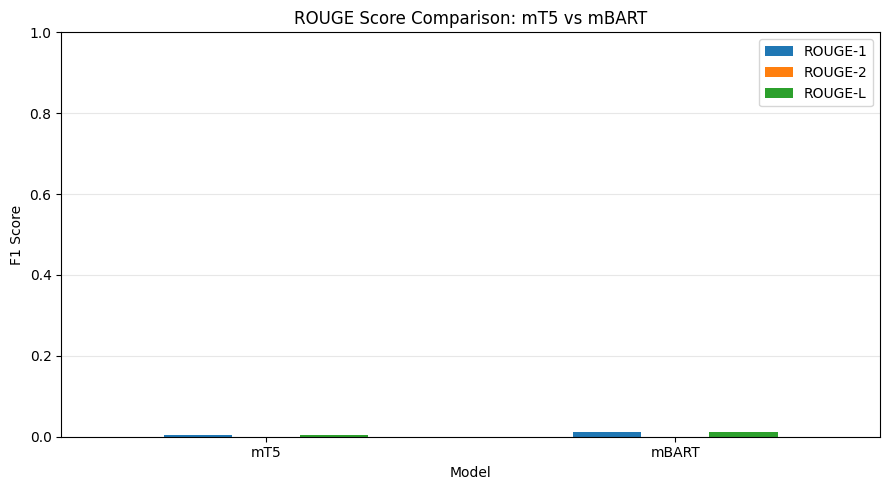 ROUGE Score Comparison: mT5 vs mBART
ROUGE-1
ROUGE-2
ROUGE-L
F1 Score
1.0
0.8
0.6
0.4
0.2
0.0
mT5 mBART
Model